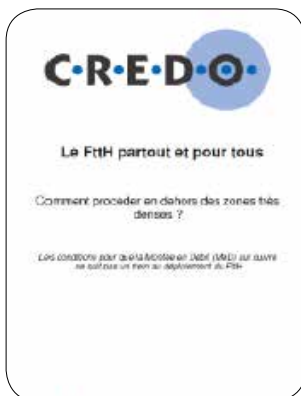 C•R•E•D•O•
Le FttH partout et pour tous
Comment procéder en dehors des zones très
denses ?
Les conditions pour que la Montée en Débit (MeD) sur cuivre
ne soit pas un frein au déploiement du FttH